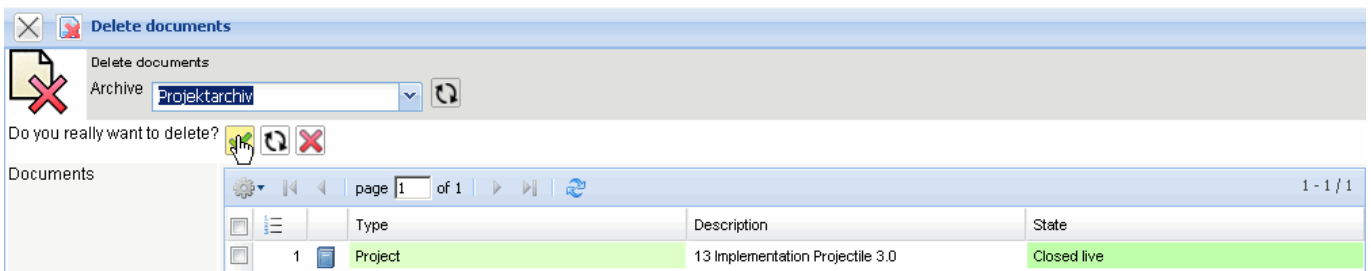 Delete documents
Delete documents
Archive Projektarchiv
Do you really want to delete?
Documents
page 1 of 1 1 - 1 / 1
Type Description State
1 Project 13 Implementation Projectile 3.0 Closed live